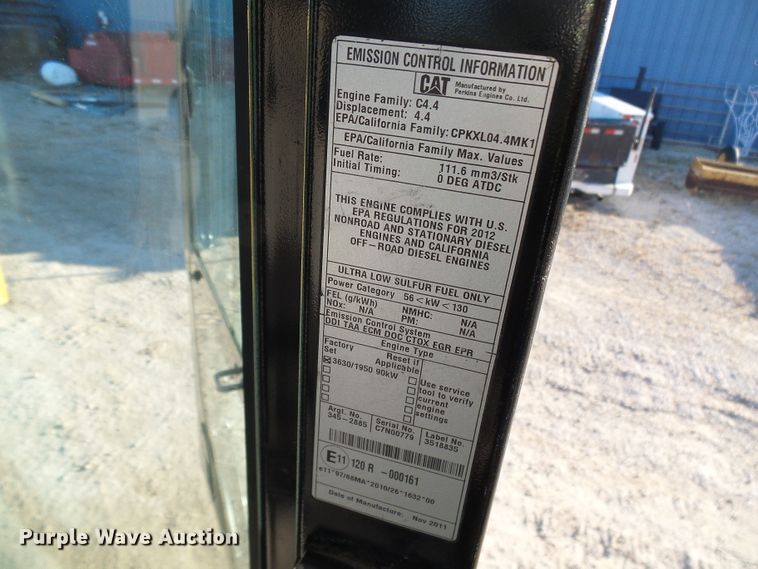 EMISSION CONTROL INFORMATION
CAT Manufactured by
Perkins Engines Co. Ltd.
Engine Family: C4.4
Displacement: 4.4
EPA/California Family: CPKXL04.4MK1
EPA/California Family Max. Values
Fuel Rate: 111.6 mm3/Stk
Initial Timing: 0 DEG ATDC
THIS ENGINE COMPLIES WITH U.S.
EPA REGULATIONS FOR 2012
NONROAD AND STATIONARY DIESEL
ENGINES AND CALIFORNIA
OFF-ROAD DIESEL ENGINES
ULTRA LOW SULFUR FUEL ONLY
Power Category 56<kW<130
FEL (g/kWh) NMHC: N/A
NOx: N/A PM: N/A
Emission Control System
DDI TAA ECM DOC CTOX EGR EPR
Engine Type
Factory Set Reset if Applicable
3630/1950 90kW
Use service
tool to verify
current
engine
settings
Argt. No. Serial No. Label No.
345-2885 C7N00779 3518835
E11 120 R -000161
e11*97/68MA*2010/26*1632*00
Date of Manufacture: Nov 2011
Purple Wave Auction